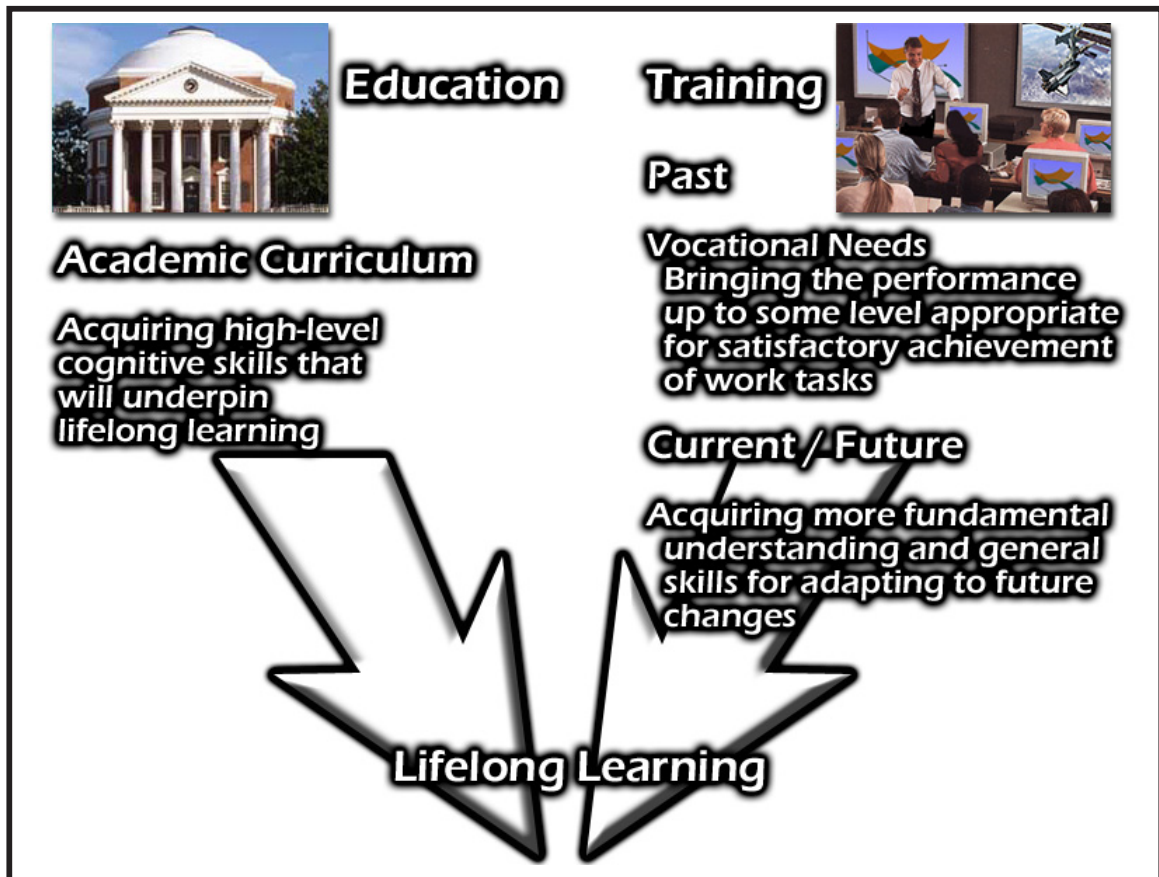 Education
Academic Curriculum
Acquiring high-level
cognitive skills that
will underpin
lifelong learning
Training
Past
Vocational Needs
Bringing the performance
up to some level appropriate
for satisfactory achievement
of work tasks
Current / Future
Acquiring more fundamental
understanding and general
skills for adapting to future
changes
Lifelong Learning